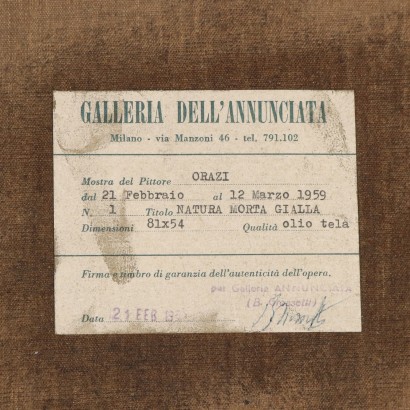 GALLERIA DELL'ANNUNCIATA
Milano - via Manzoni 46 - tel. 791.102
Mostra del Pittore ORAZI
dal 21 Febbraio al 12 Marzo 1959
N. 1 Titolo NATURA MORTA GIALLA
Dimensioni 81x54 Qualità olio tela
Firma e timbro di garanzia dell'autenticità dell'opera,
per Galleria ANNUNCIATA
(B. Grossetti)
Data 21 FEB